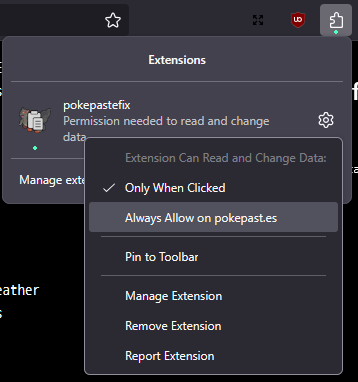 Extensions
pokepastefix
Permission needed to read and change
data
Manage exte
Extension Can Read and Change Data:
Only When Clicked
Always Allow on pokepast.es
Pin to Toolbar
Manage Extension
Remove Extension
Report Extension
eather
s